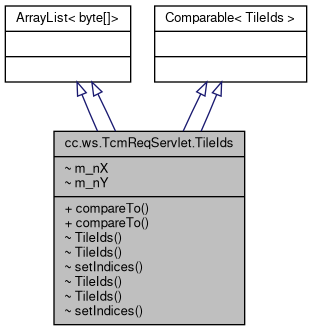 ArrayList< byte[]>
Comparable< TileIds >
cc.ws.TcmReqServlet.TileIds
~ m_nX
~ m_nY
+ compareTo()
+ compareTo()
~ TileIds()
~ TileIds()
~ setIndices()
~ TileIds()
~ TileIds()
~ setIndices()